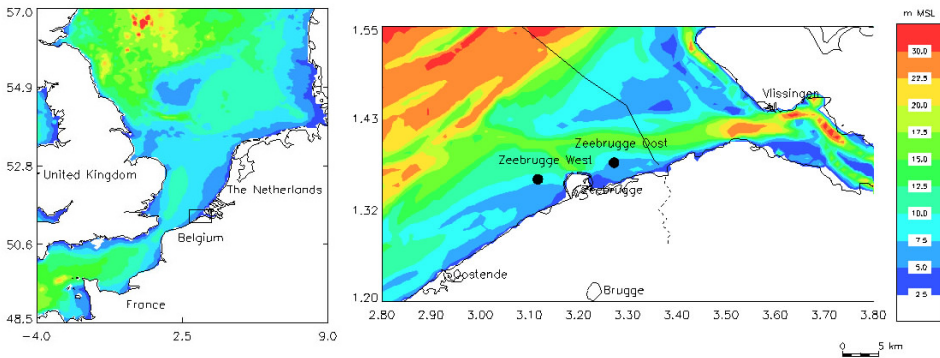 57.0
54.9
52.8
50.6
48.5
-4.0
2.5
9.0
United Kingdom
The Netherlands
Belgium
France
1.55
1.43
1.32
1.20
2.80
2.90
3.00
3.10
3.20
3.30
3.40
3.50
3.60
3.70
3.80
Vlissingen
Zeebrugge Oost
Zeebrugge West
Zeebrugge
Oostende
Brugge
m MSL
30.0
22.5
20.0
17.5
15.0
12.5
10.0
7.5
5.0
2.5
0 5 km